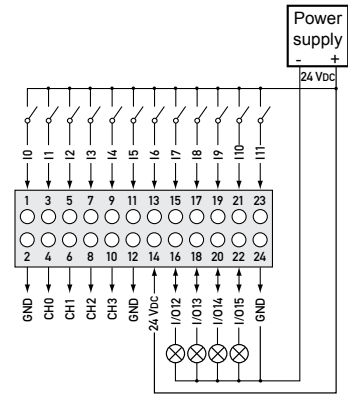 Power
supply
- +
24 VDC
I0 I1 I2 I3 I4 I5 I6 I7 I8 I9 I10 I11
1 3 5 7 9 11 13 15 17 19 21 23
2 4 6 8 10 12 14 16 18 20 22 24
GND CH0 CH1 CH2 CH3 GND 24 VDC I/O12 I/O13 I/O14 I/O15 GND